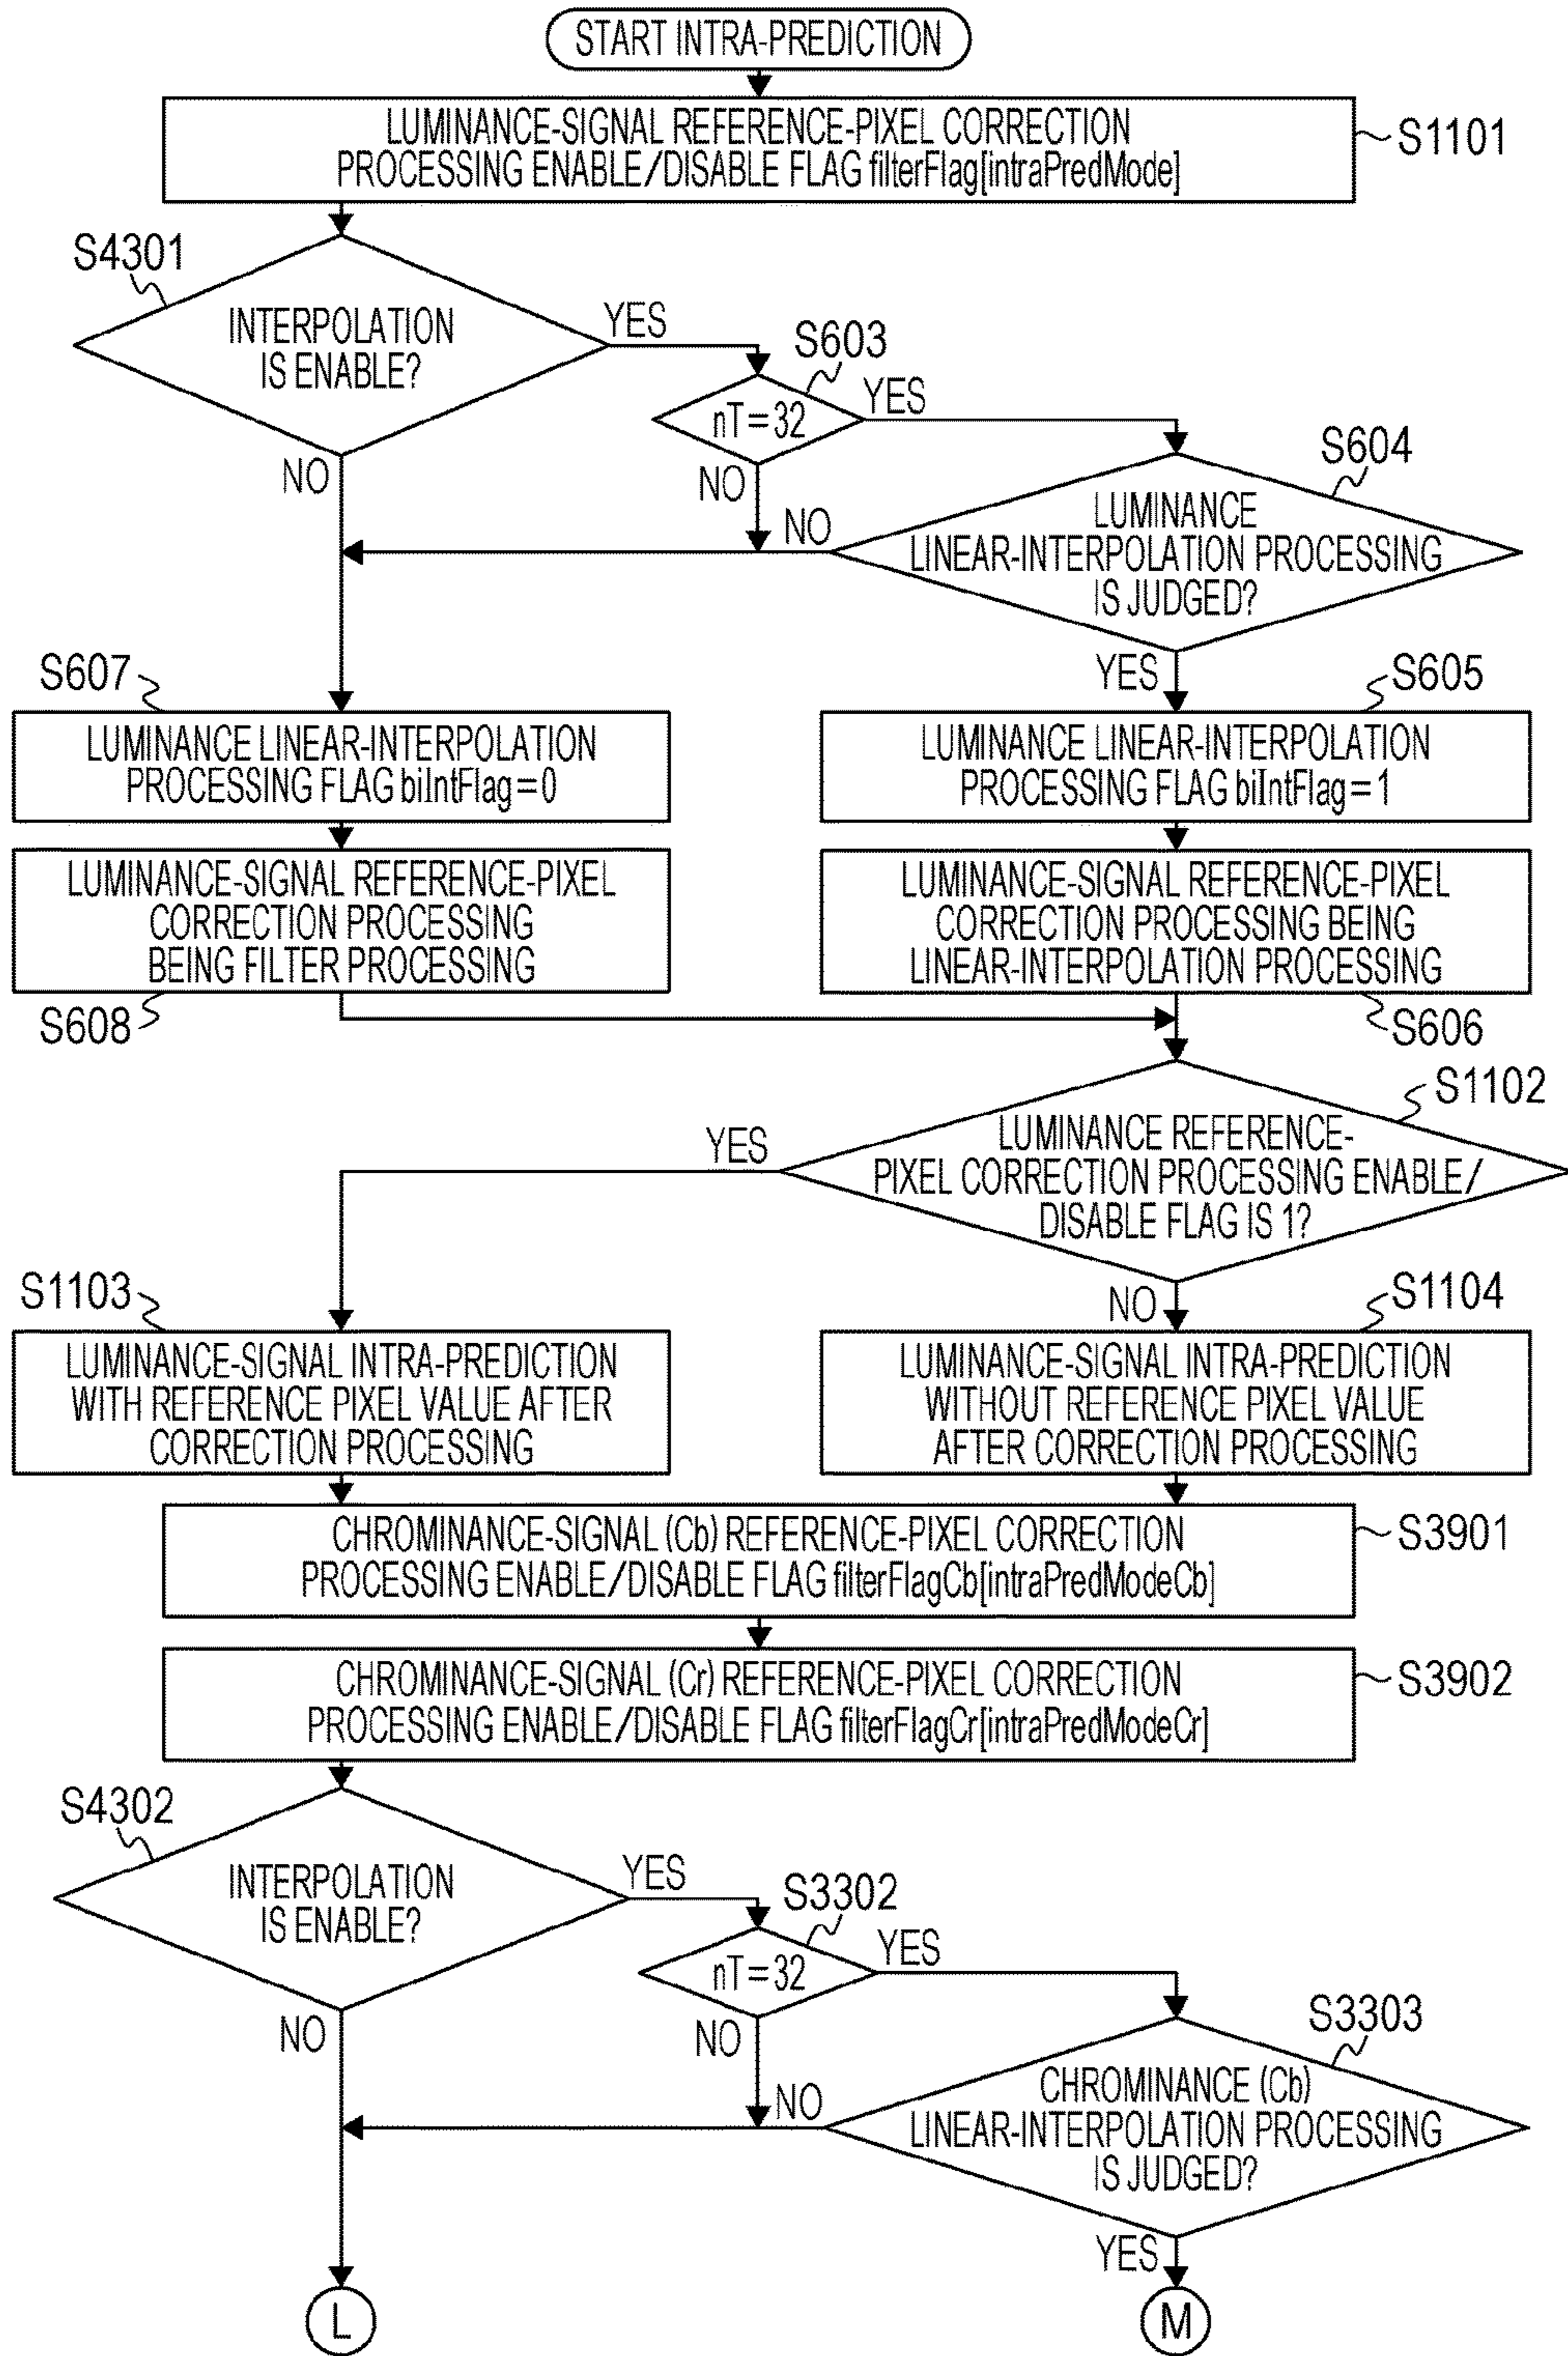 START INTRA-PREDICTION
LUMINANCE-SIGNAL REFERENCE-PIXEL CORRECTION
PROCESSING ENABLE/DISABLE FLAG filterFlag[intraPredMode]
S1101
S4301
INTERPOLATION
IS ENABLE?
YES
NO
S603
nT=32
YES
NO
S604
LUMINANCE
LINEAR-INTERPOLATION PROCESSING
IS JUDGED?
NO
YES
S607
LUMINANCE LINEAR-INTERPOLATION
PROCESSING FLAG biIntFlag=0
S605
LUMINANCE LINEAR-INTERPOLATION
PROCESSING FLAG biIntFlag=1
LUMINANCE-SIGNAL REFERENCE-PIXEL
CORRECTION PROCESSING
BEING FILTER PROCESSING
S608
LUMINANCE-SIGNAL REFERENCE-PIXEL
CORRECTION PROCESSING BEING
LINEAR-INTERPOLATION PROCESSING
S606
S1102
LUMINANCE REFERENCE-
PIXEL CORRECTION PROCESSING ENABLE/
DISABLE FLAG IS 1?
YES
NO
S1103
LUMINANCE-SIGNAL INTRA-PREDICTION
WITH REFERENCE PIXEL VALUE AFTER
CORRECTION PROCESSING
S1104
LUMINANCE-SIGNAL INTRA-PREDICTION
WITHOUT REFERENCE PIXEL VALUE
AFTER CORRECTION PROCESSING
CHROMINANCE-SIGNAL (Cb) REFERENCE-PIXEL CORRECTION
PROCESSING ENABLE/DISABLE FLAG filterFlagCb[intraPredModeCb]
S3901
CHROMINANCE-SIGNAL (Cr) REFERENCE-PIXEL CORRECTION
PROCESSING ENABLE/DISABLE FLAG filterFlagCr[intraPredModeCr]
S3902
S4302
INTERPOLATION
IS ENABLE?
YES
NO
S3302
nT=32
YES
NO
S3303
CHROMINANCE (Cb)
LINEAR-INTERPOLATION PROCESSING
IS JUDGED?
NO
YES
L
M